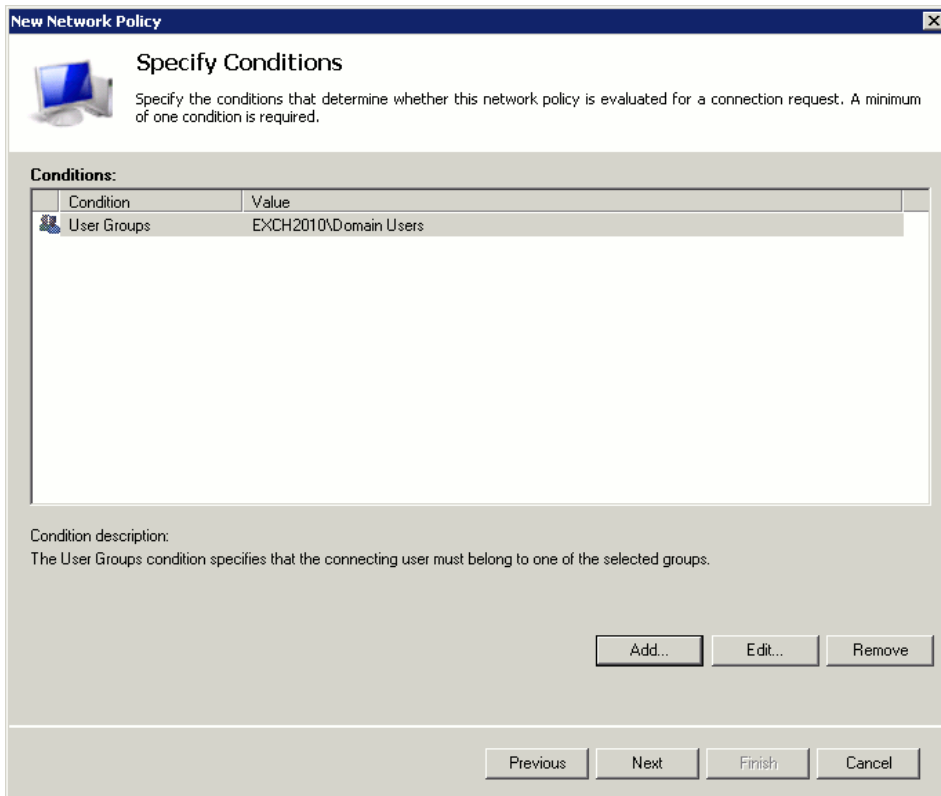 New Network Policy
Specify Conditions
Specify the conditions that determine whether this network policy is evaluated for a connection request. A minimum
of one condition is required.
Conditions:
Condition Value
User Groups EXCH2010\Domain Users
Condition description:
The User Groups condition specifies that the connecting user must belong to one of the selected groups.
Add... Edit... Remove
Previous Next Finish Cancel